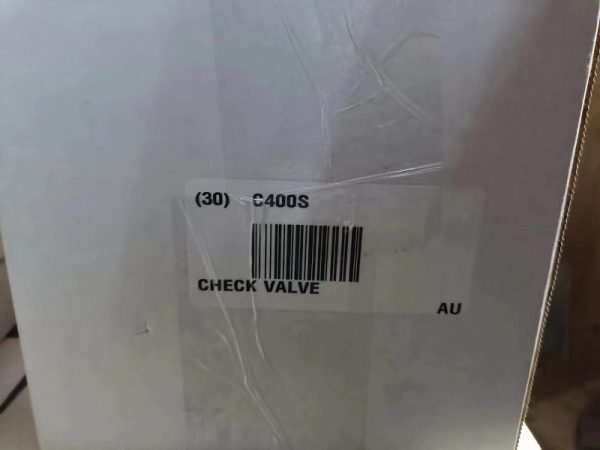 (30) C400S
CHECK VALVE
AU